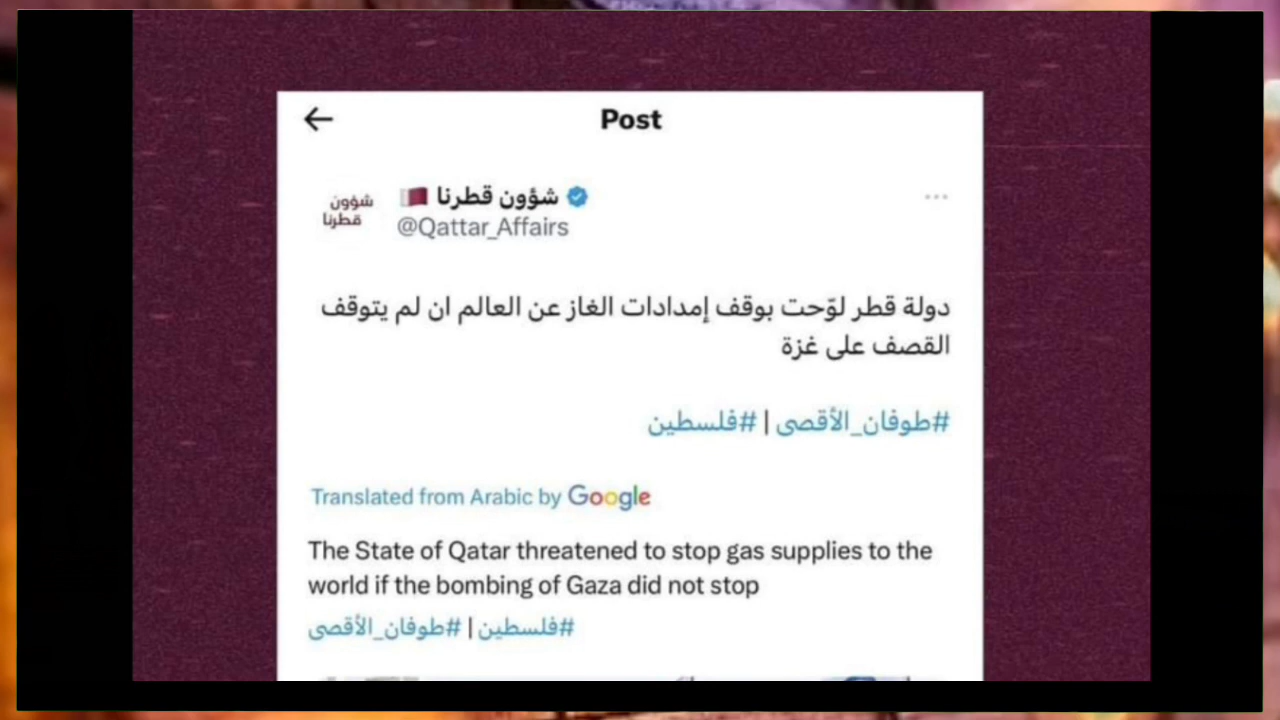 Post
شؤون
قطرنا
شؤون قطرنا
@Qattar_Affairs
دولة قطر لوّحت بوقف إمدادات الغاز عن العالم ان لم يتوقف
القصف على غزة
#طوفان_الأقصى | #فلسطين
Translated from Arabic by Google
The State of Qatar threatened to stop gas supplies to the
world if the bombing of Gaza did not stop
#فلسطين | #طوفان_الأقصى